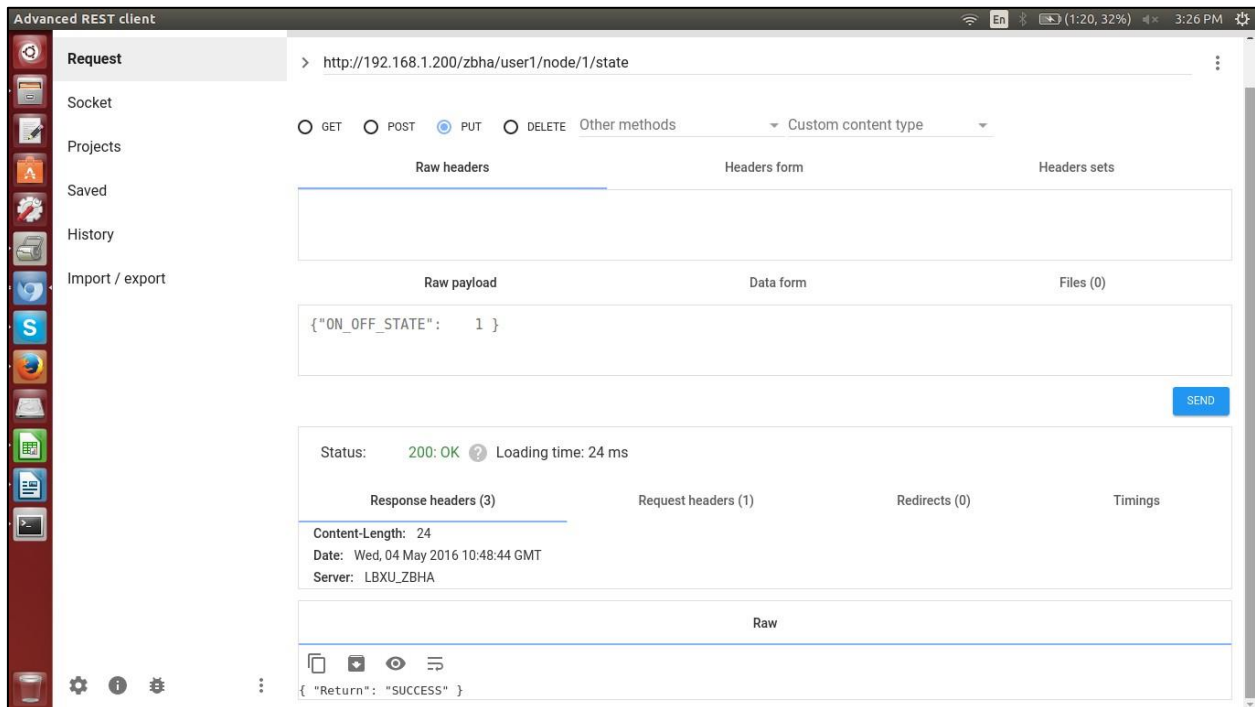 Advanced REST client En (1:20, 32%) 3:26 PM
Request
Socket
Projects
Saved
History
Import / export
http://192.168.1.200/zbha/user1/node/1/state
GET POST PUT DELETE Other methods Custom content type
Raw headers Headers form Headers sets
Raw payload Data form Files (0)
{"ON_OFF_STATE":    1 }
SEND
Status: 200: OK ? Loading time: 24 ms
Response headers (3) Request headers (1) Redirects (0) Timings
Content-Length: 24
Date: Wed, 04 May 2016 10:48:44 GMT
Server: LBXU_ZBHA
Raw
{ "Return": "SUCCESS" }